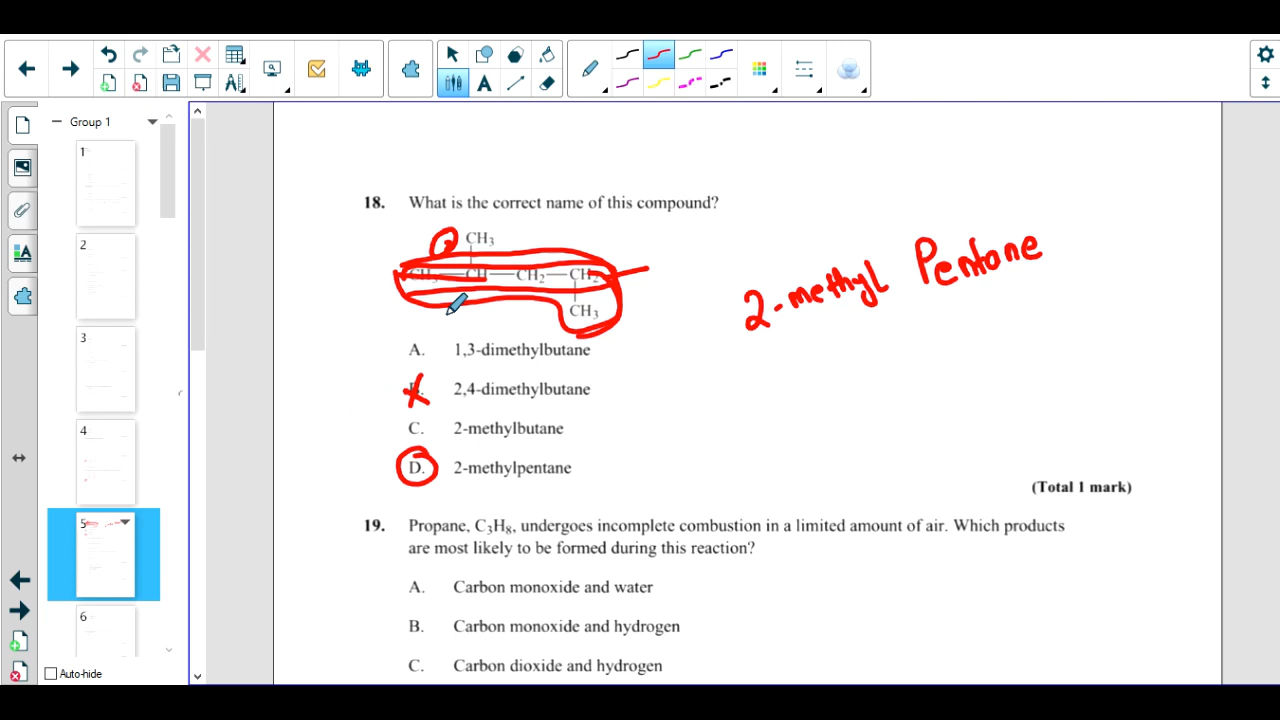 Group 1
1
2
3
4
5
6
Auto-hide
18. What is the correct name of this compound?
CH3
CH3—CH—CH2—CH2
CH3
2-methyl Pentane
A. 1,3-dimethylbutane
B. 2,4-dimethylbutane
C. 2-methylbutane
D. 2-methylpentane
(Total 1 mark)
19. Propane, C3H8, undergoes incomplete combustion in a limited amount of air. Which products
are most likely to be formed during this reaction?
A. Carbon monoxide and water
B. Carbon monoxide and hydrogen
C. Carbon dioxide and hydrogen